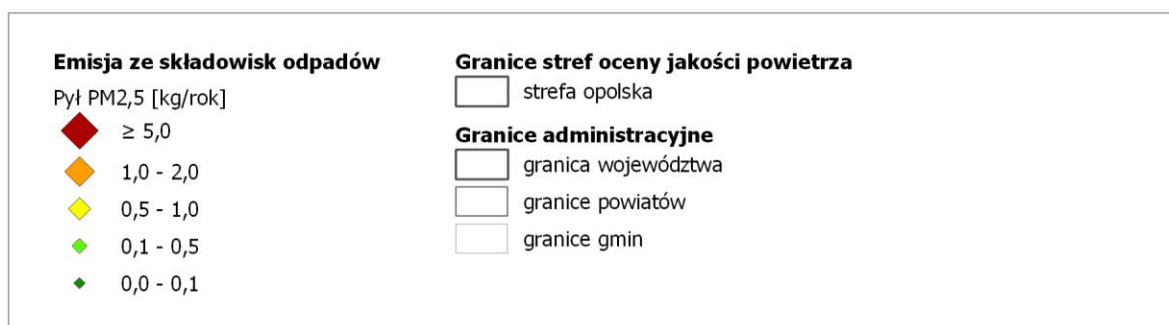 Emisja ze składowisk odpadów
Pył PM2,5 [kg/rok]
≥ 5,0
1,0 - 2,0
0,5 - 1,0
0,1 - 0,5
0,0 - 0,1
Granice stref oceny jakości powietrza
strefa opolska
Granice administracyjne
granica województwa
granice powiatów
granice gmin